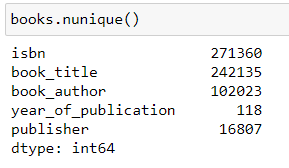 books.nunique()
isbn 271360
book_title 242135
book_author 102023
year_of_publication 118
publisher 16807
dtype: int64